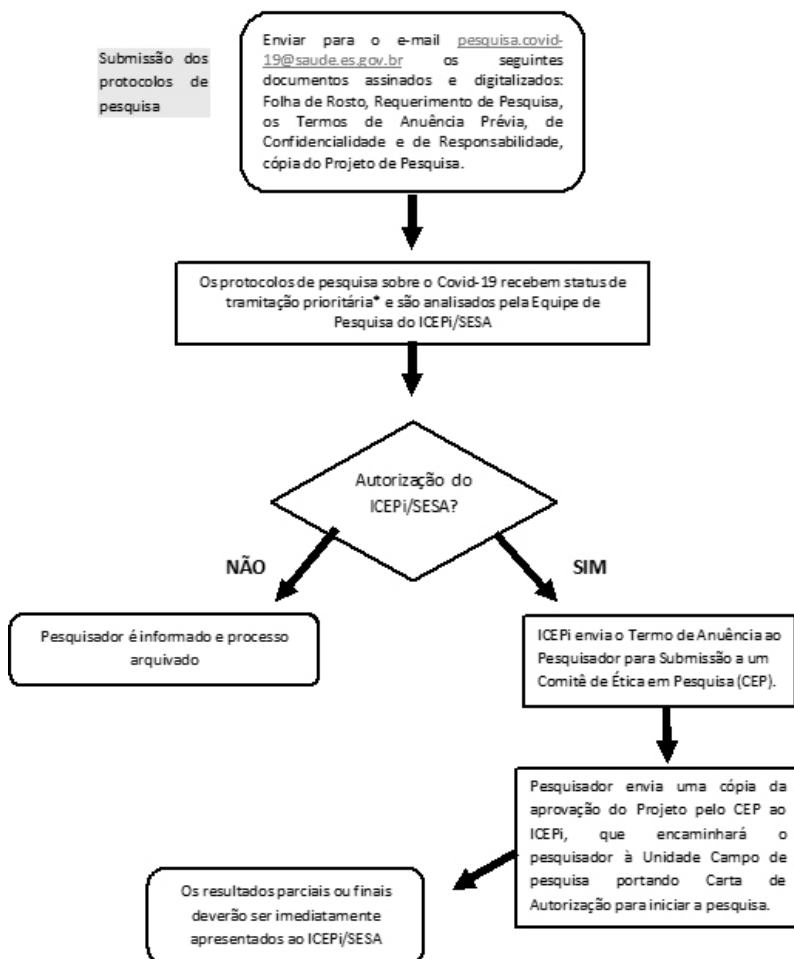 Submissão dos
protocolos de
pesquisa
Enviar para o e-mail pesquisa.covid-
19@saude.es.gov.br os seguintes
documentos assinados e digitalizados:
Folha de Rosto, Requerimento de Pesquisa,
os Termos de Anuência Prévia, de
Confidencialidade e de Responsabilidade,
cópia do Projeto de Pesquisa.
Os protocolos de pesquisa sobre o Covid-19 recebem status de
tramitação prioritária* e são analisados pela Equipe de
Pesquisa do ICEPi/SESA
Autorização do
ICEPi/SESA?
NÃO
SIM
Pesquisador é informado e processo
arquivado
ICEPi envia o Termo de Anuência ao
Pesquisador para Submissão a um
Comitê de Ética em Pesquisa (CEP).
Pesquisador envia uma cópia da
aprovação do Projeto pelo CEP ao
ICEPi, que encaminhará o
pesquisador à Unidade Campo de
pesquisa portando Carta de
Autorização para iniciar a pesquisa.
Os resultados parciais ou finais
deverão ser imediatamente
apresentados ao ICEPi/SESA